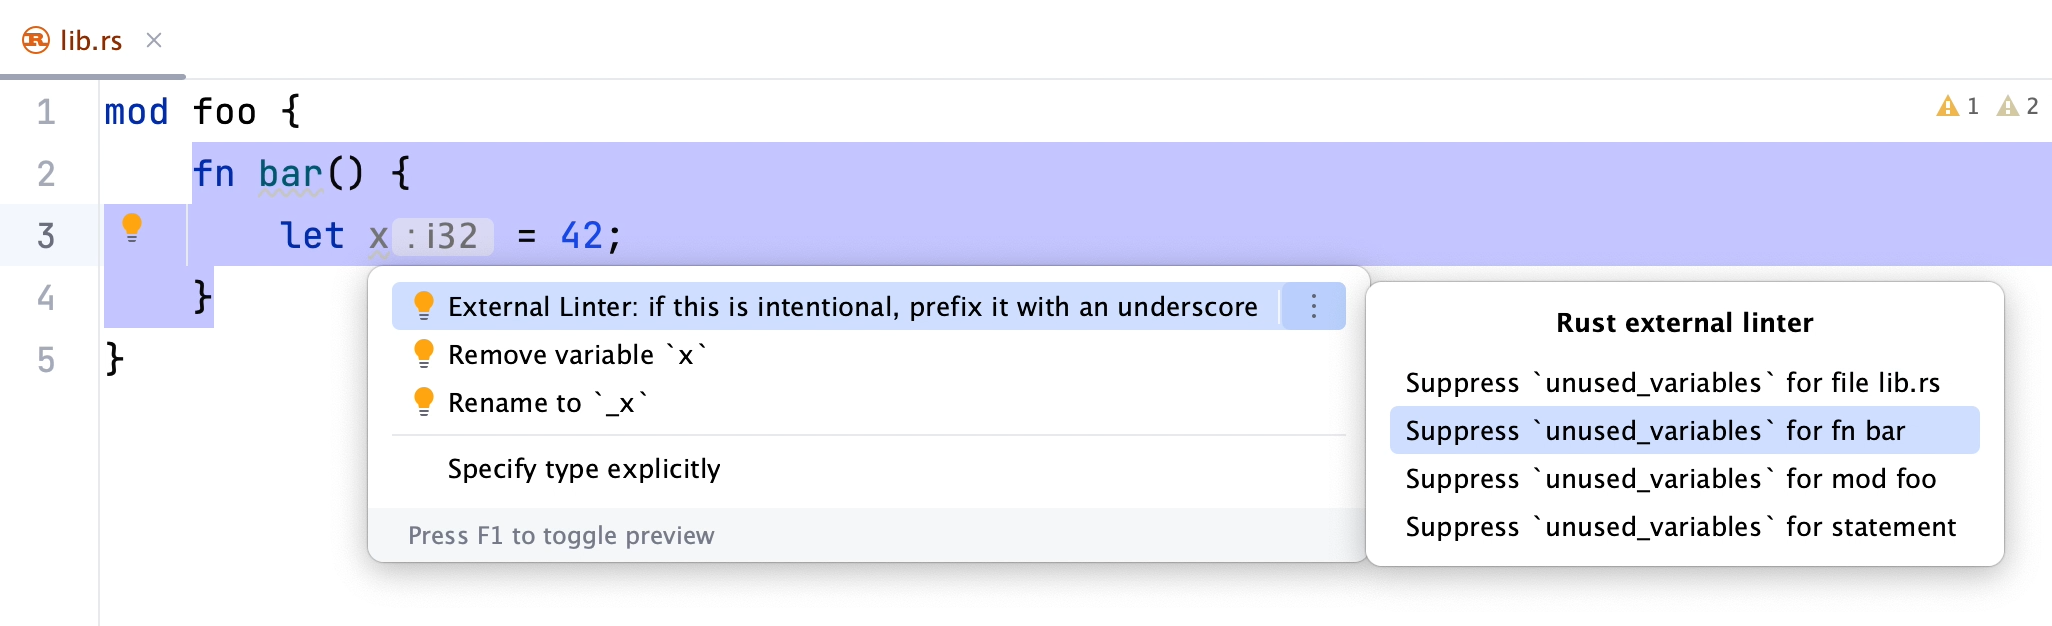 lib.rs
1 mod foo {
1 2
2 fn bar() {
3 let x : i32 = 42;
4 }
5 }
External Linter: if this is intentional, prefix it with an underscore
Remove variable `x`
Rename to `_x`
Specify type explicitly
Press F1 to toggle preview
Rust external linter
Suppress `unused_variables` for file lib.rs
Suppress `unused_variables` for fn bar
Suppress `unused_variables` for mod foo
Suppress `unused_variables` for statement